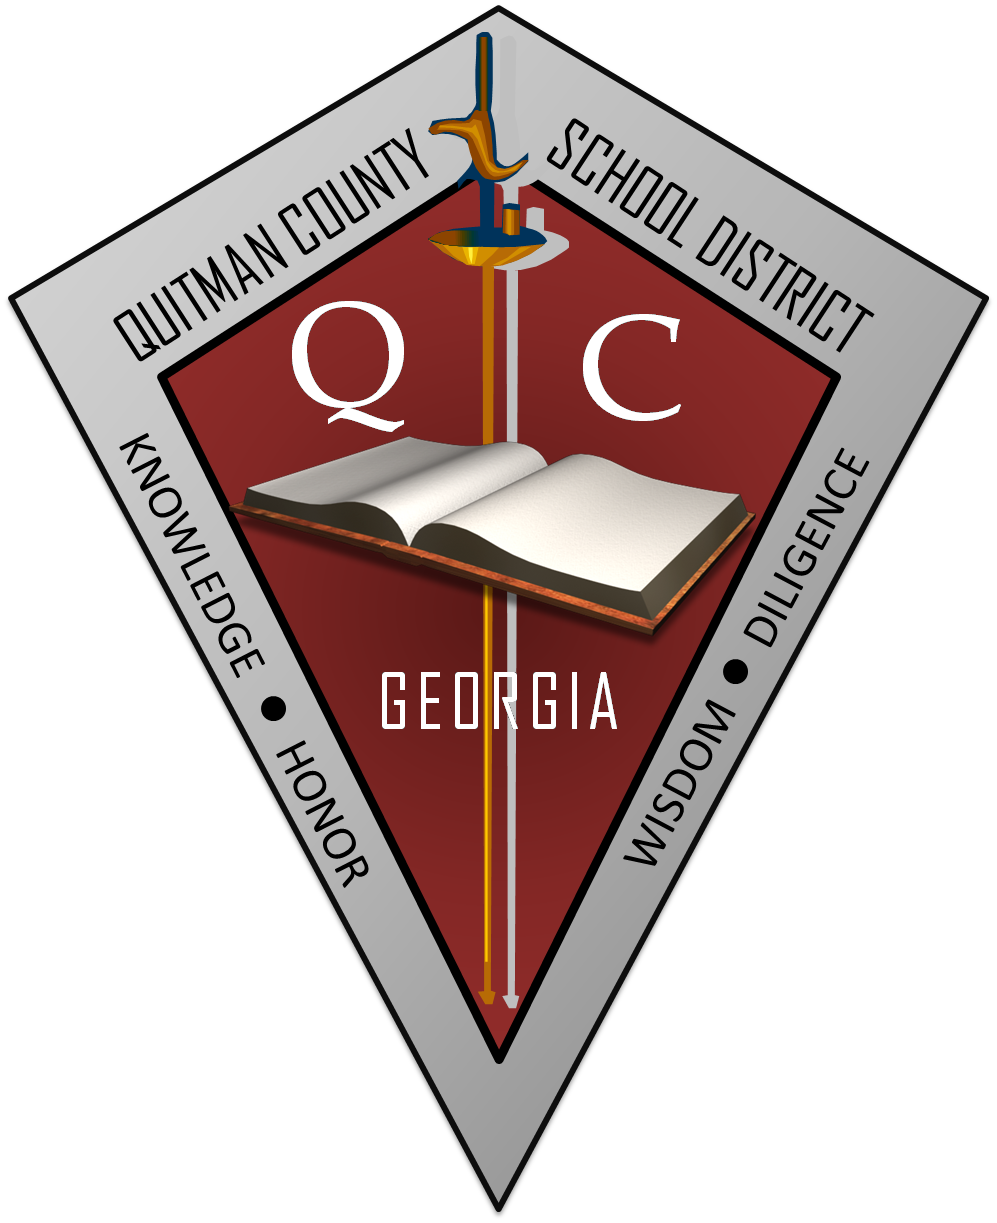 QUITMAN COUNTY
SCHOOL DISTRICT
Q C
KNOWLEDGE • HONOR
WISDOM • DILIGENCE
GEORGIA